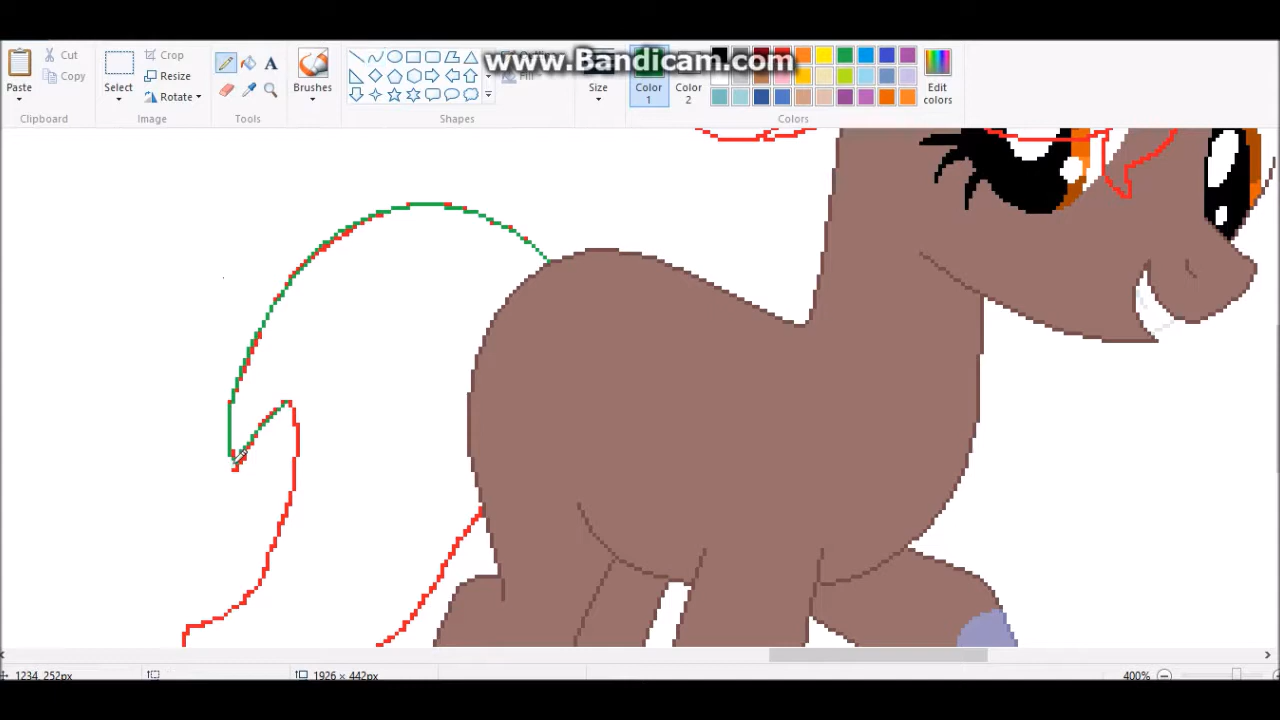 www.Bandicam.com
Cut
Copy
Paste
Clipboard
Select
Crop
Resize
Rotate
Image
A
Tools
Brushes
Shapes
Fill
Size
Color 1
Color 2
Edit colors
Colors
1234, 252px
1926 × 442px
400%